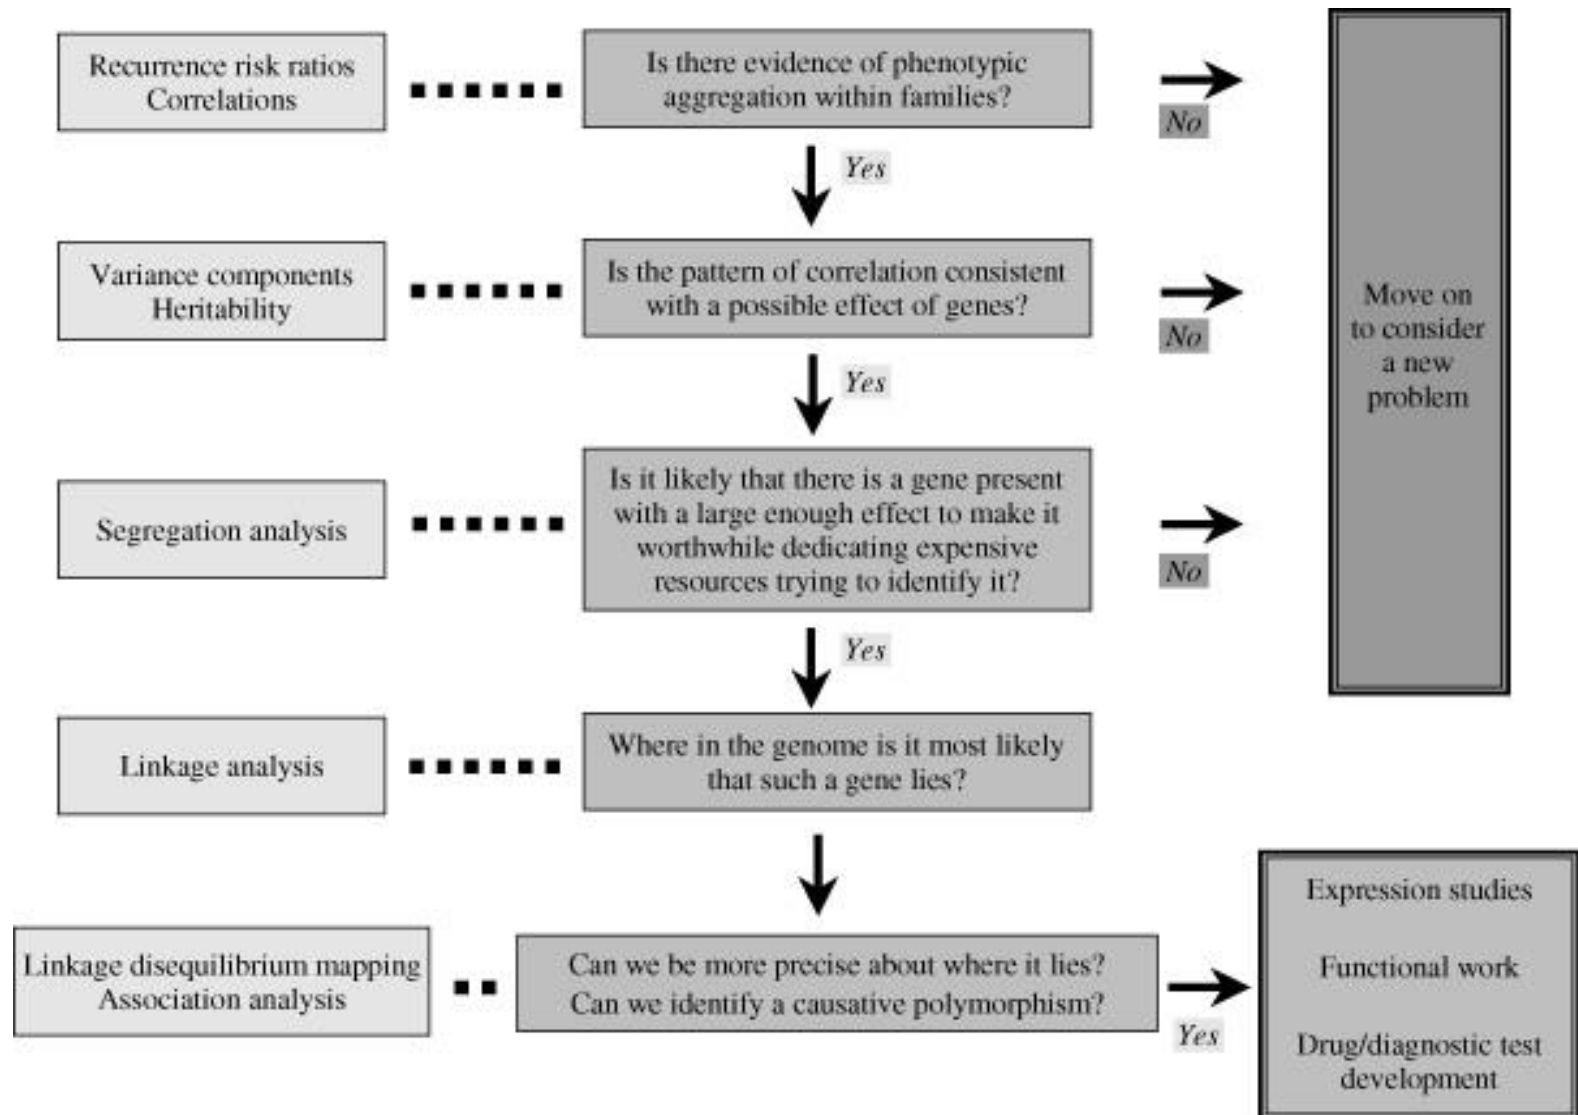 Recurrence risk ratios
Correlations
Is there evidence of phenotypic
aggregation within families?
No
Yes
Variance components
Heritability
Is the pattern of correlation consistent
with a possible effect of genes?
No
Yes
Move on
to consider
a new
problem
Segregation analysis
Is it likely that there is a gene present
with a large enough effect to make it
worthwhile dedicating expensive
resources trying to identify it?
No
Yes
Linkage analysis
Where in the genome is it most likely
that such a gene lies?
Linkage disequilibrium mapping
Association analysis
Can we be more precise about where it lies?
Can we identify a causative polymorphism?
Yes
Expression studies
Functional work
Drug/diagnostic test
development